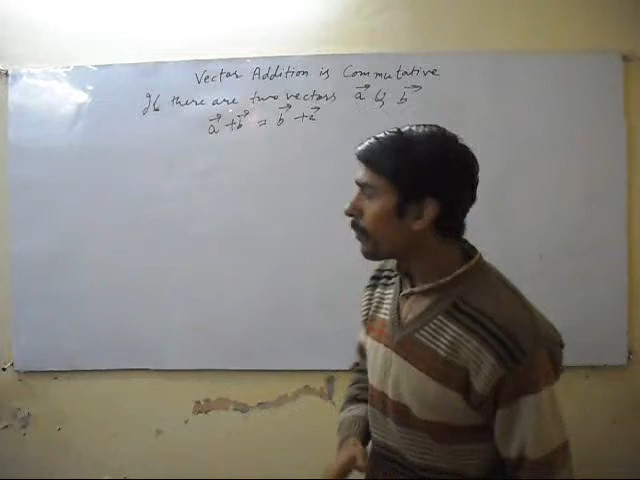 Vector Addition is Commutative
If there are two vectors a⃗ & b⃗
a⃗ + b⃗ = b⃗ + a⃗